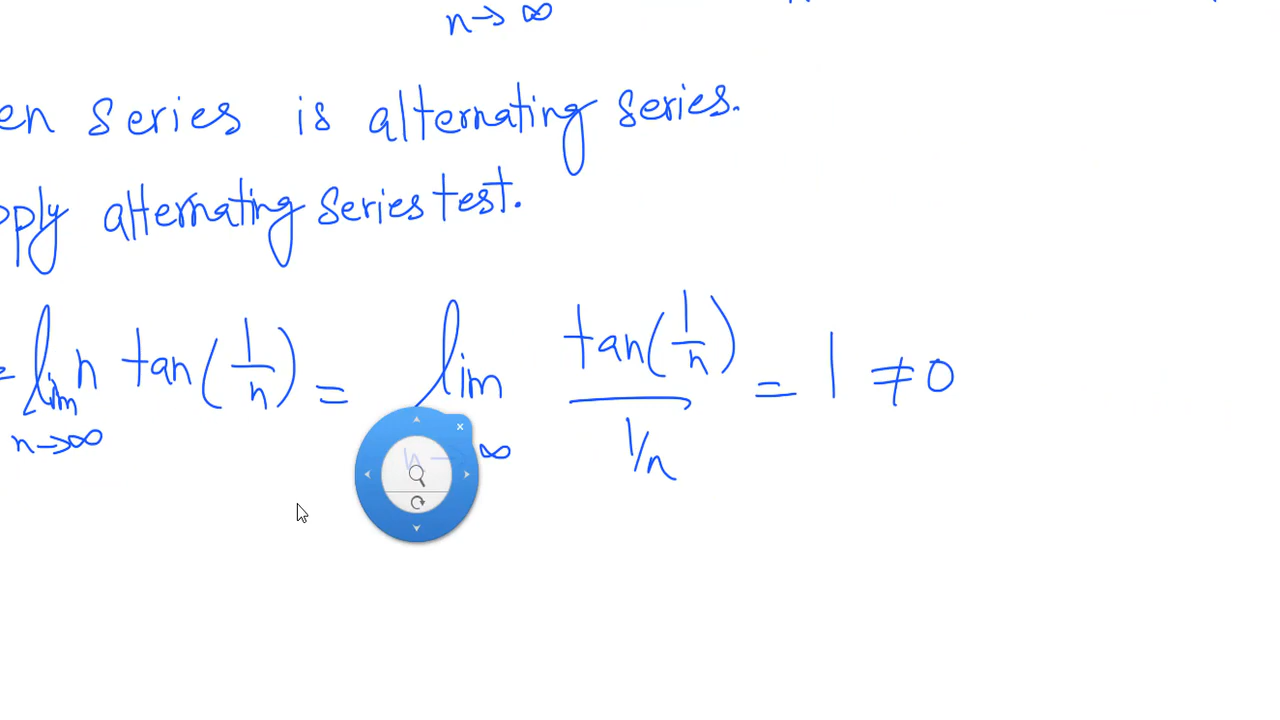 n→∞
en series is alternating series.
pply alternating series test.
= lim n→∞ n tan(1/n) = lim n→∞ tan(1/n) / 1/n = 1 ≠ 0